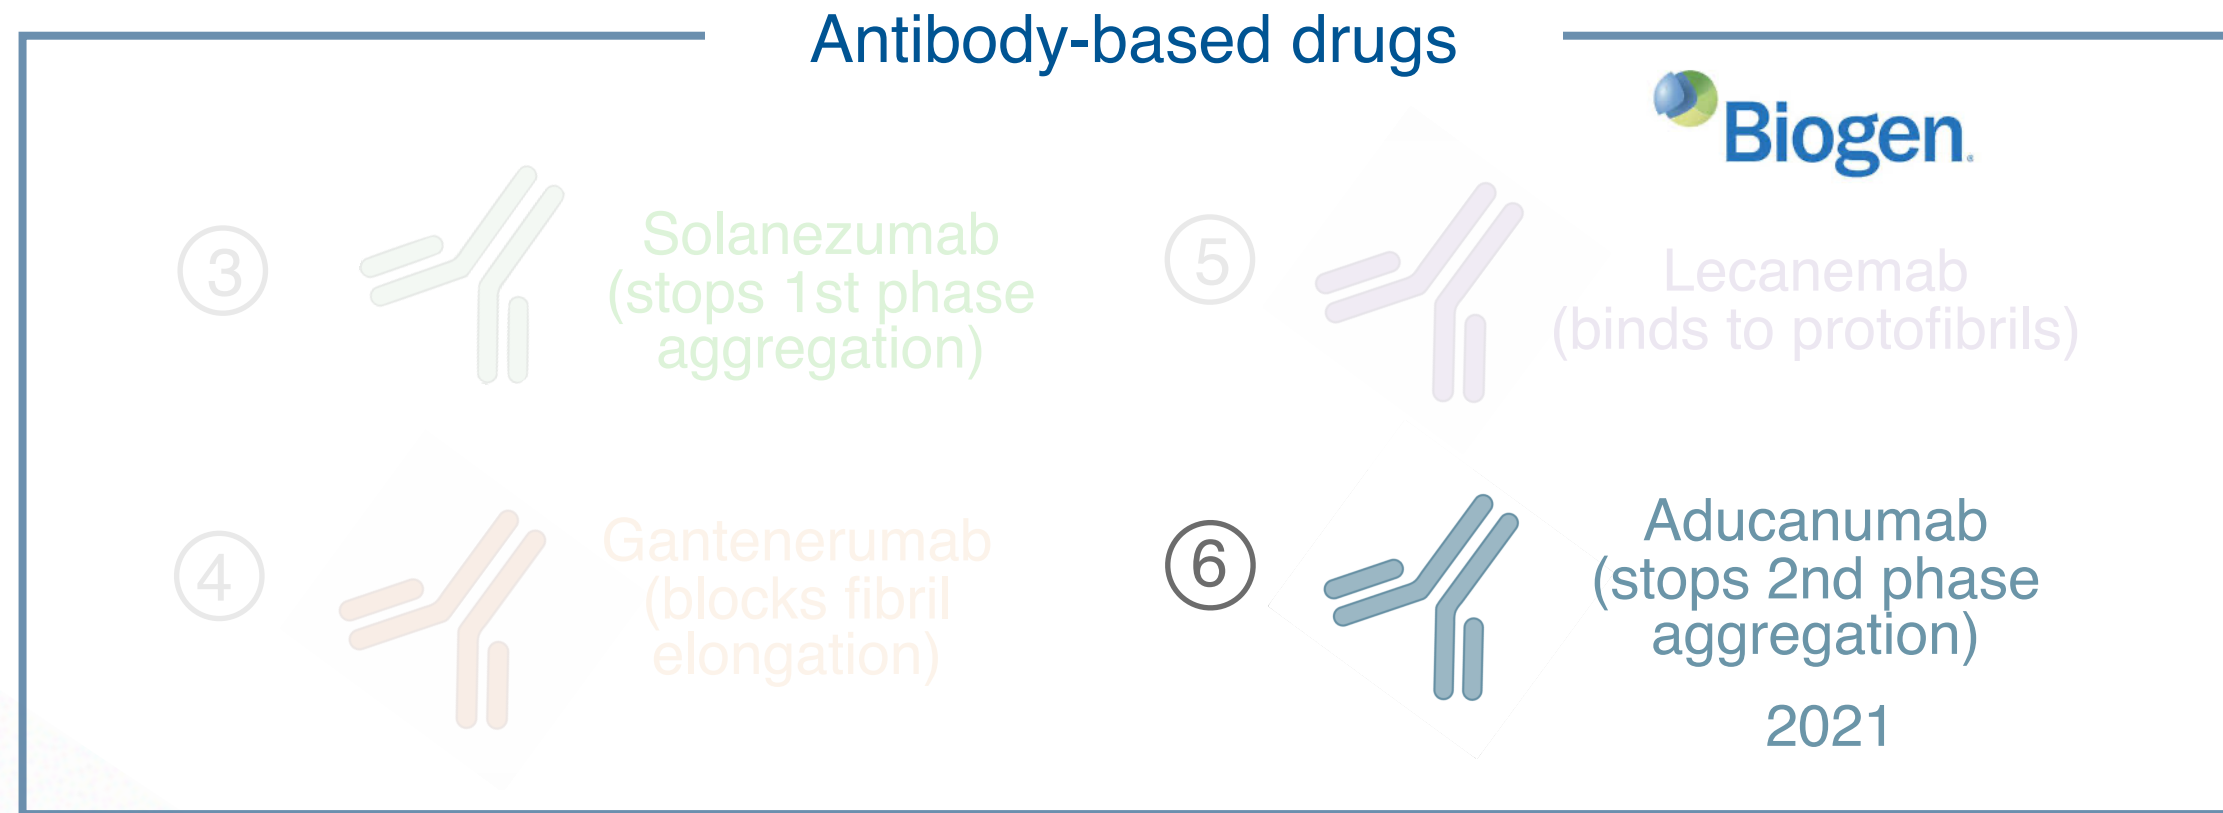 Antibody-based drugs
Biogen
3
Solanezumab
(stops 1st phase
aggregation)
4
Gantenerumab
(blocks fibril
elongation)
5
Lecanemab
(binds to protofibrils)
6
Aducanumab
(stops 2nd phase
aggregation)
2021